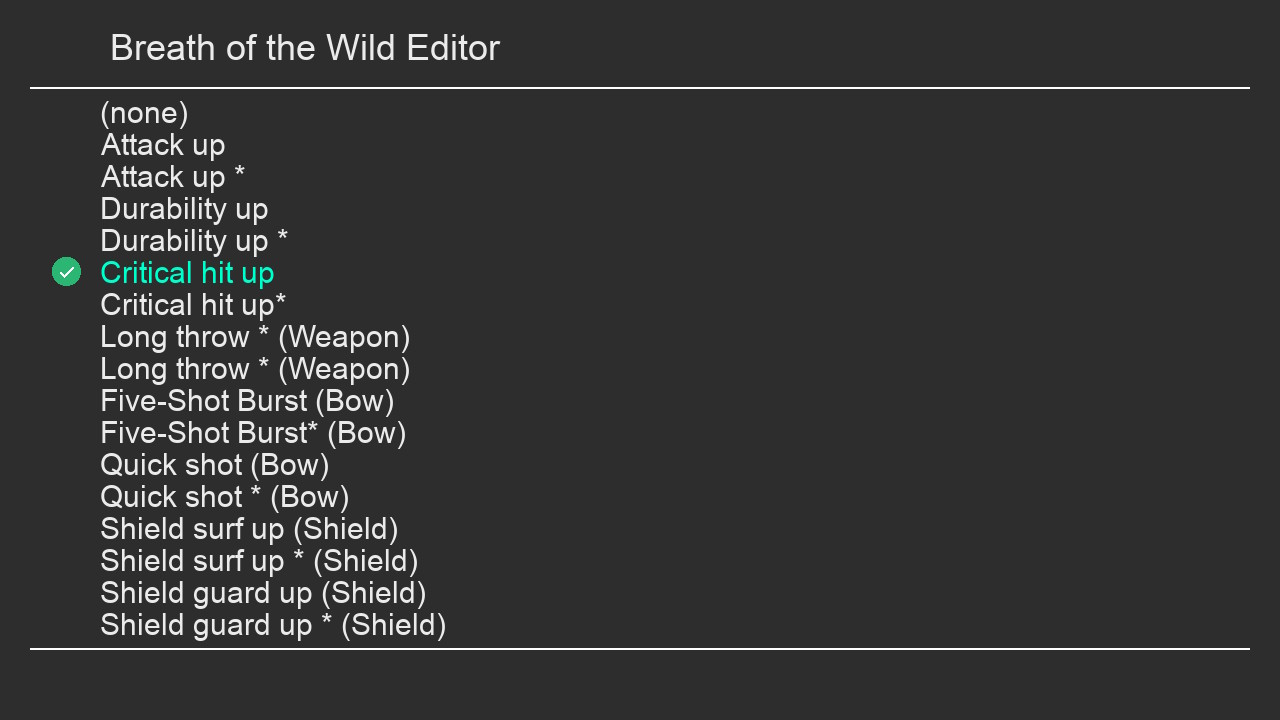 Breath of the Wild Editor
(none)
Attack up
Attack up *
Durability up
Durability up *
Critical hit up
Critical hit up*
Long throw * (Weapon)
Long throw * (Weapon)
Five-Shot Burst (Bow)
Five-Shot Burst* (Bow)
Quick shot (Bow)
Quick shot * (Bow)
Shield surf up (Shield)
Shield surf up * (Shield)
Shield guard up (Shield)
Shield guard up * (Shield)